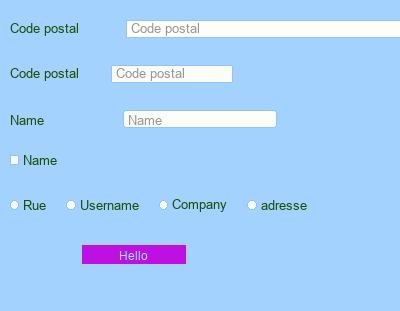 Code postal Code postal
Code postal Code postal
Name Name
Name
Rue Username Company adresse
Hello